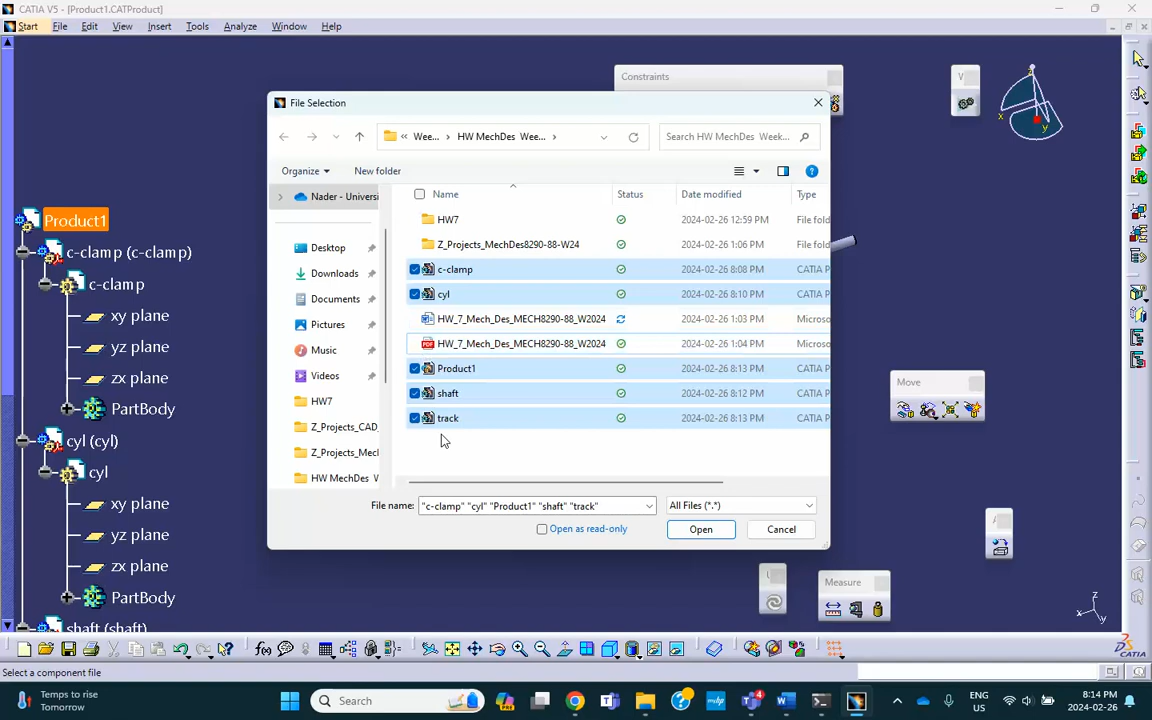 CATIA V5 - [Product1.CATProduct]
Start File Edit View Insert Tools Analyze Window Help
Constraints
V
File Selection
Wee... HW MechDes Wee... Search HW MechDes Week...
Organize New folder
Nader - Universi
Name Status Date modified Type
HW7 2024-02-26 12:59 PM File fold
Desktop
Z_Projects_MechDes8290-88-W24 2024-02-26 1:06 PM File fold
Downloads
c-clamp 2024-02-26 8:08 PM CATIA P
Documents
cyl 2024-02-26 8:10 PM CATIA P
Pictures
HW_7_Mech_Des_MECH8290-88_W2024 2024-02-26 1:03 PM Microso
Music
HW_7_Mech_Des_MECH8290-88_W2024 2024-02-26 1:04 PM Microso
Videos
Product1 2024-02-26 8:13 PM CATIA P
HW7
shaft 2024-02-26 8:12 PM CATIA P
Z_Projects_CAD_
track 2024-02-26 8:13 PM CATIA P
Z_Projects_Mecl
HW MechDes
File name: "c-clamp" "cyl" "Product1" "shaft" "track" All Files (*.*)
Open as read-only Open Cancel
Product1
c-clamp (c-clamp)
c-clamp
xy plane
yz plane
zx plane
PartBody
cyl (cyl)
cyl
xy plane
yz plane
zx plane
PartBody
shaft (shaft)
Move
Measure
x
y
z
x
CATIA
Select a component file
Temps to rise
Tomorrow
Search
4
ENG
US
8:14 PM
2024-02-26